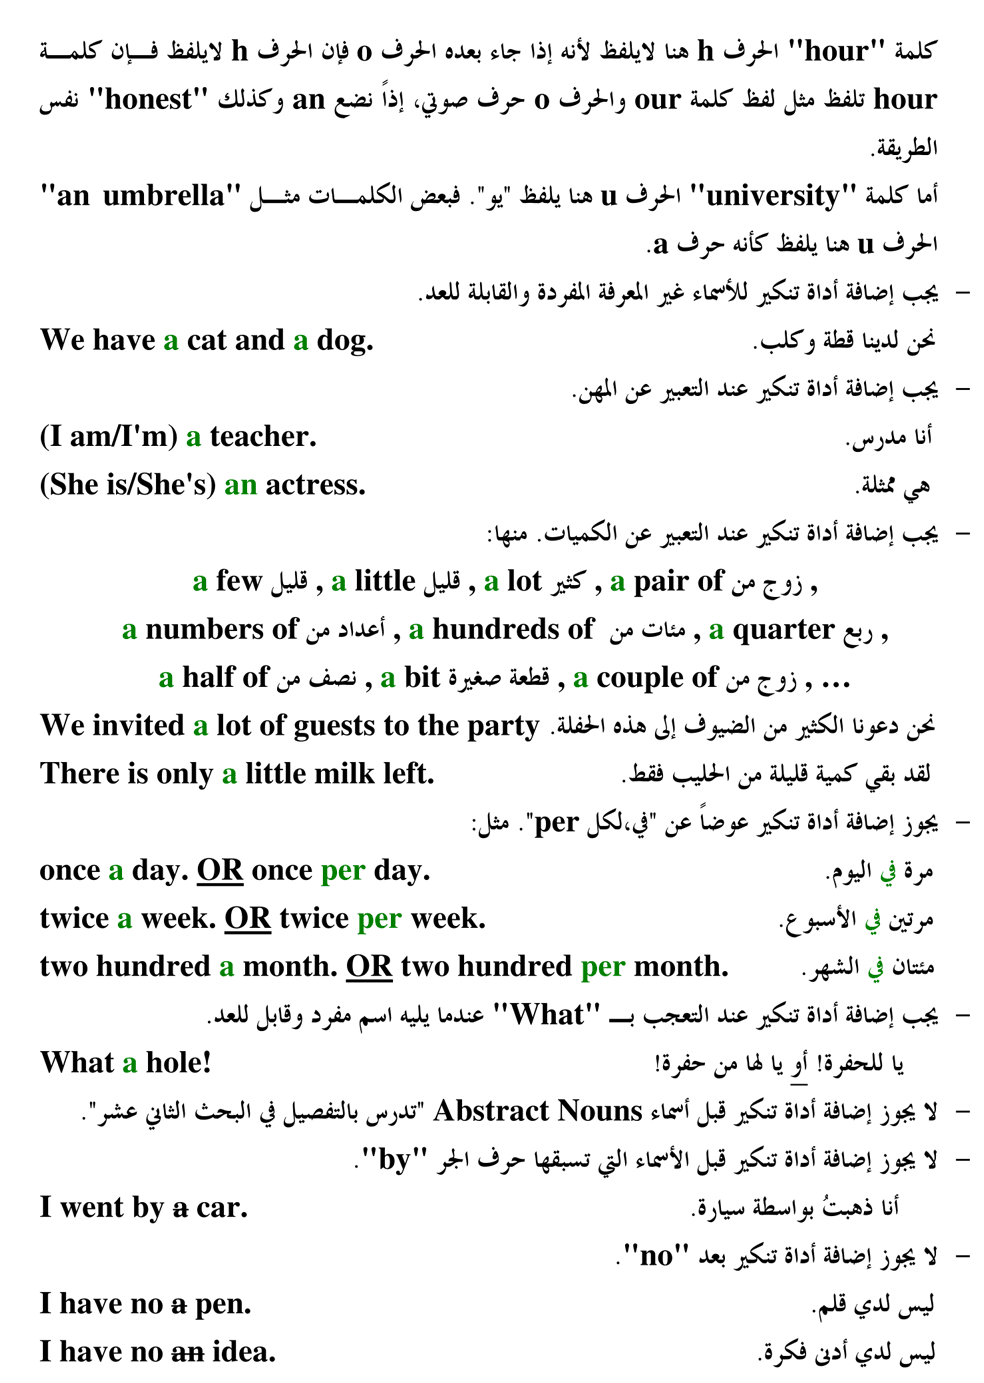 كلمة "hour" الحرف h هنا لايلفظ لأنه إذا جاء بعده الحرف o فإن الحرف h لايلفظ فــإن كلمــة
hour تلفظ مثل لفظ كلمة our والحرف o حرف صوتي، إذاً نضع an وكذلك "honest" نفس
الطريقة.
أما كلمة "university" الحرف u هنا يلفظ "يو". فبعض الكلمــات مثــل "an umbrella"
الحرف u هنا يلفظ كأنه حرف a.
– يجب إضافة أداة تنكير للأسماء غير المعرفة المفردة والقابلة للعد.
We have a cat and a dog. نحن لدينا قطة وكلب.
– يجب إضافة أداة تنكير عند التعبير عن المهن.
(I am/I'm) a teacher. أنا مدرس.
(She is/She's) an actress. هي ممثلة.
– يجب إضافة أداة تنكير عند التعبير عن الكميات. منها:
a few قليل , a little قليل , a lot كثير , a pair of زوج من ,
a numbers of أعداد من , a hundreds of مئات من , a quarter ربع ,
a half of نصف من , a bit قطعة صغيرة , a couple of زوج من , …
We invited a lot of guests to the party نحن دعونا الكثير من الضيوف إلى هذه الحفلة.
There is only a little milk left. لقد بقي كمية قليلة من الحليب فقط.
– يجوز إضافة أداة تنكير عوضاً عن "في،لكل per". مثل:
once a day. OR once per day. مرة في اليوم.
twice a week. OR twice per week. مرتين في الأسبوع.
two hundred a month. OR two hundred per month. مئتان في الشهر.
– يجب إضافة أداة تنكير عند التعجب بــ "What" عندما يليه اسم مفرد وقابل للعد.
What a hole! يا للحفرة! أو يا لها من حفرة!
– لا يجوز إضافة أداة تنكير قبل أسماء Abstract Nouns "تدرس بالتفصيل في البحث الثاني عشر".
– لا يجوز إضافة أداة تنكير قبل الأسماء التي تسبقها حرف الجر "by".
I went by a car. أنا ذهبتُ بواسطة سيارة.
– لا يجوز إضافة أداة تنكير بعد "no".
I have no a pen. ليس لدي قلم.
I have no an idea. ليس لدي أدنى فكرة.